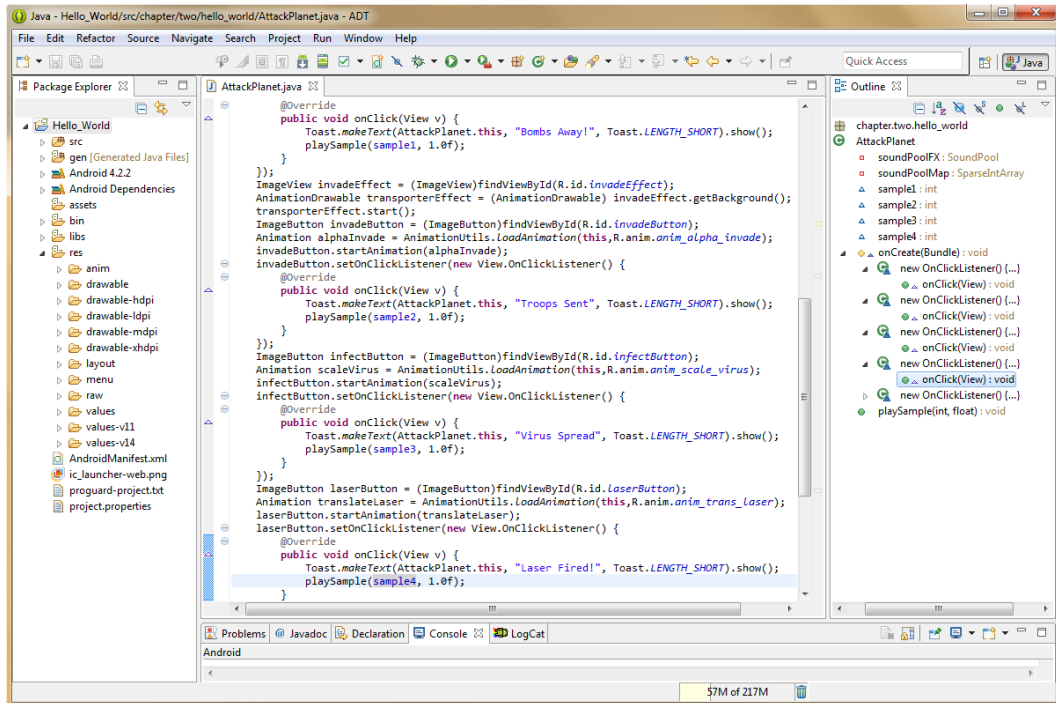 Java - Hello_World/src/chapter/two/hello_world/AttackPlanet.java - ADT
File Edit Refactor Source Navigate Search Project Run Window Help
Quick Access
Java
Package Explorer
Hello_World
src
gen [Generated Java Files]
Android 4.2.2
Android Dependencies
assets
bin
libs
res
anim
drawable
drawable-hdpi
drawable-ldpi
drawable-mdpi
drawable-xhdpi
layout
menu
raw
values
values-v11
values-v14
AndroidManifest.xml
ic_launcher-web.png
proguard-project.txt
project.properties
AttackPlanet.java
@Override
public void onClick(View v) {
Toast.makeText(AttackPlanet.this, "Bombs Away!", Toast.LENGTH_SHORT).show();
playSample(sample1, 1.0f);
}
});
ImageView invadeEffect = (ImageView)findViewById(R.id.invadeEffect);
AnimationDrawable transporterEffect = (AnimationDrawable) invadeEffect.getBackground();
transporterEffect.start();
ImageButton invadeButton = (ImageButton)findViewById(R.id.invadeButton);
Animation alphaInvade = AnimationUtils.loadAnimation(this,R.anim.anim_alpha_invade);
invadeButton.startAnimation(alphaInvade);
invadeButton.setOnClickListener(new View.OnClickListener() {
@Override
public void onClick(View v) {
Toast.makeText(AttackPlanet.this, "Troops Sent", Toast.LENGTH_SHORT).show();
playSample(sample2, 1.0f);
}
});
ImageButton infectButton = (ImageButton)findViewById(R.id.infectButton);
Animation scaleVirus = AnimationUtils.loadAnimation(this,R.anim.anim_scale_virus);
infectButton.startAnimation(scaleVirus);
infectButton.setOnClickListener(new View.OnClickListener() {
@Override
public void onClick(View v) {
Toast.makeText(AttackPlanet.this, "Virus Spread", Toast.LENGTH_SHORT).show();
playSample(sample3, 1.0f);
}
});
ImageButton laserButton = (ImageButton)findViewById(R.id.laserButton);
Animation translateLaser = AnimationUtils.loadAnimation(this,R.anim.anim_trans_laser);
laserButton.startAnimation(translateLaser);
laserButton.setOnClickListener(new View.OnClickListener() {
@Override
public void onClick(View v) {
Toast.makeText(AttackPlanet.this, "Laser Fired!", Toast.LENGTH_SHORT).show();
playSample(sample4, 1.0f);
}
Outline
chapter.two.hello_world
AttackPlanet
soundPoolFX : SoundPool
soundPoolMap : SparseIntArray
sample1 : int
sample2 : int
sample3 : int
sample4 : int
onCreate(Bundle) : void
new OnClickListener() {...}
onClick(View) : void
new OnClickListener() {...}
onClick(View) : void
new OnClickListener() {...}
onClick(View) : void
new OnClickListener() {...}
onClick(View) : void
new OnClickListener() {...}
playSample(int, float) : void
Problems @ Javadoc Declaration Console LogCat
Android
57M of 217M